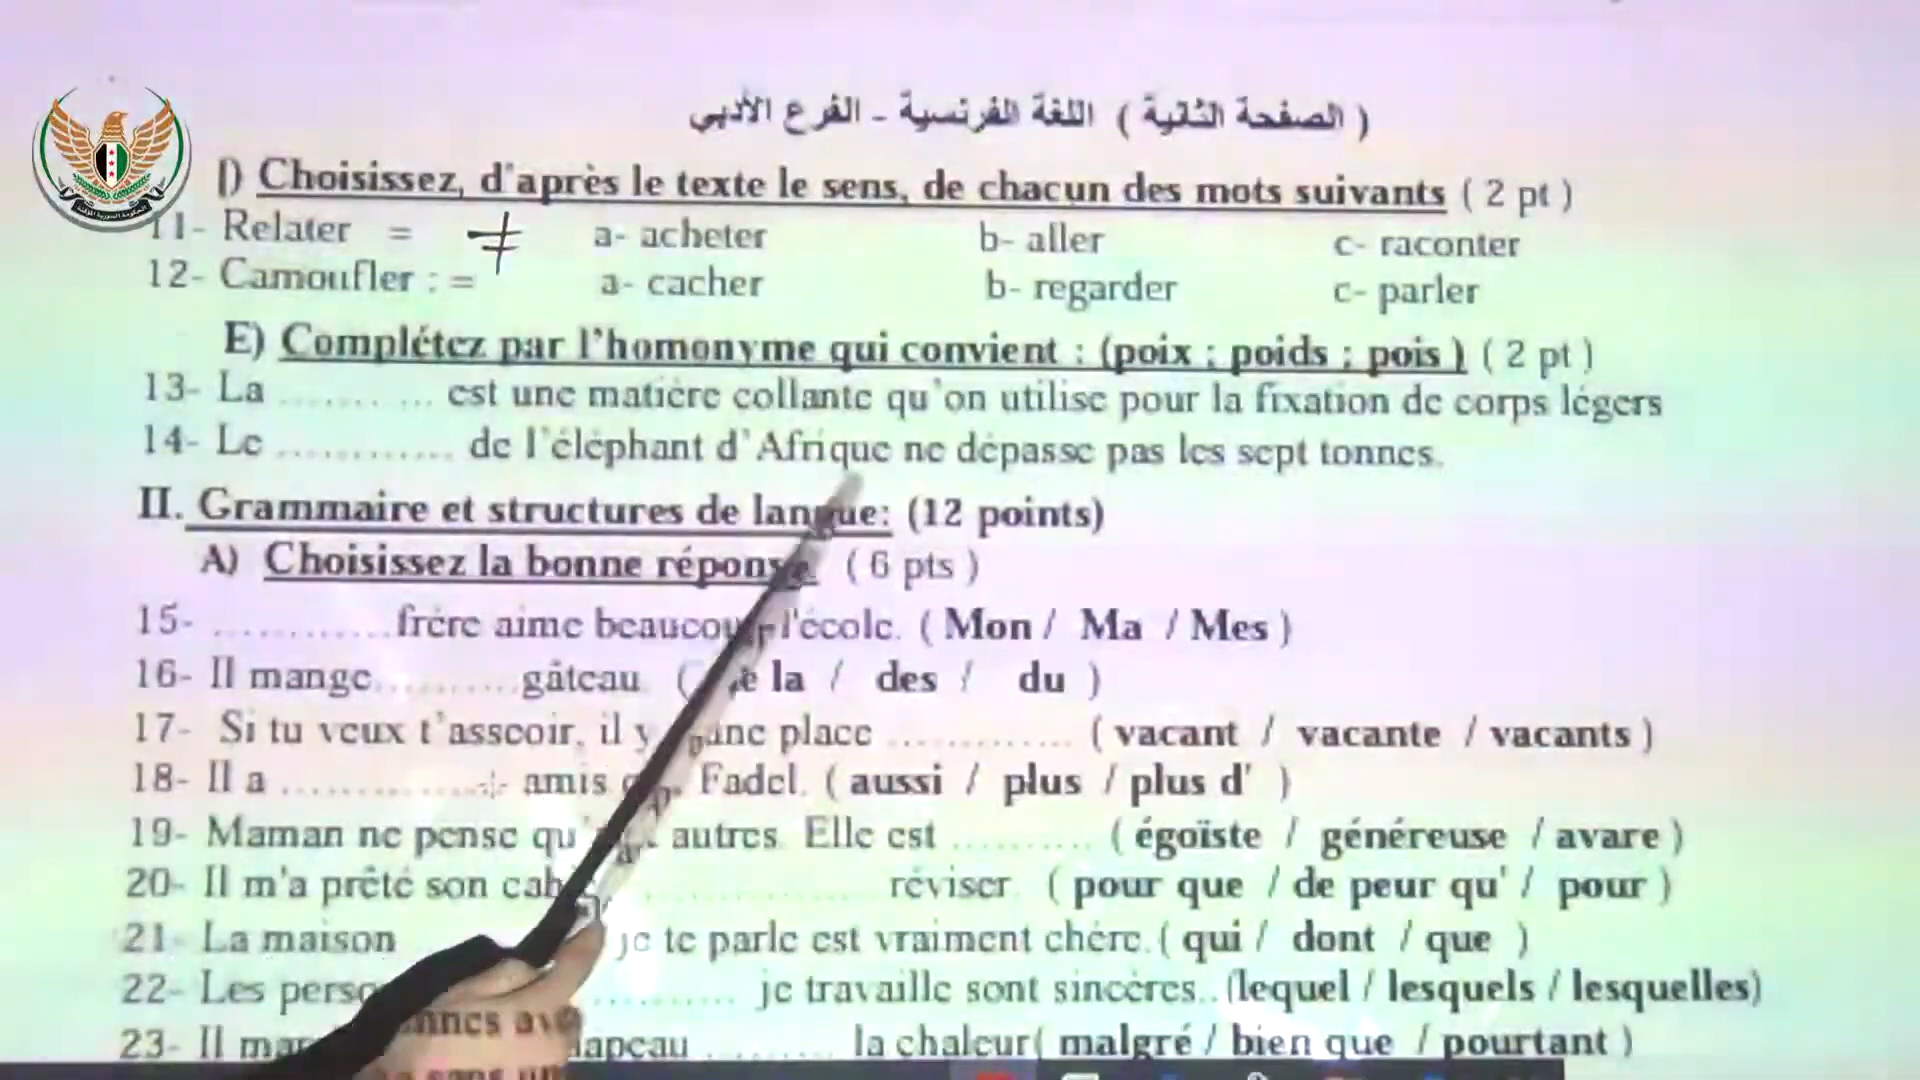 ( الصفحة الثانية ) اللغة الفرنسية - الفرع الأدبي
D) Choisissez, d'après le texte le sens, de chacun des mots suivants ( 2 pt )
11- Relater = ≠ a- acheter b- aller c- raconter
12- Camoufler : = a- cacher b- regarder c- parler
E) Complétez par l'homonyme qui convient : (poix ; poids ; pois ) ( 2 pt )
13- La ........... est une matière collante qu'on utilise pour la fixation de corps légers
14- Le ............ de l'éléphant d'Afrique ne dépasse pas les sept tonnes.
II. Grammaire et structures de langue: (12 points)
A) Choisissez la bonne réponse. ( 6 pts )
15- ............ frère aime beaucoup l'école. ( Mon / Ma / Mes )
16- Il mange.......... gâteau. ( de la / des / du )
17- Si tu veux t'asseoir, il y a une place ............. ( vacant / vacante / vacants )
18- Il a .............. amis que Fadel. ( aussi / plus / plus d' )
19- Maman ne pense qu' autres. Elle est .......... ( égoïste / généreuse / avare )
20- Il m'a prêté son ............ réviser. ( pour que / de peur qu' / pour )
21- La maison je te parle est vraiment chère. ( qui / dont / que )
22- Les ........... je travaille sont sincères.. (lequel / lesquels / lesquelles)
23- Il ......... la chaleur( malgré / bien que / pourtant )